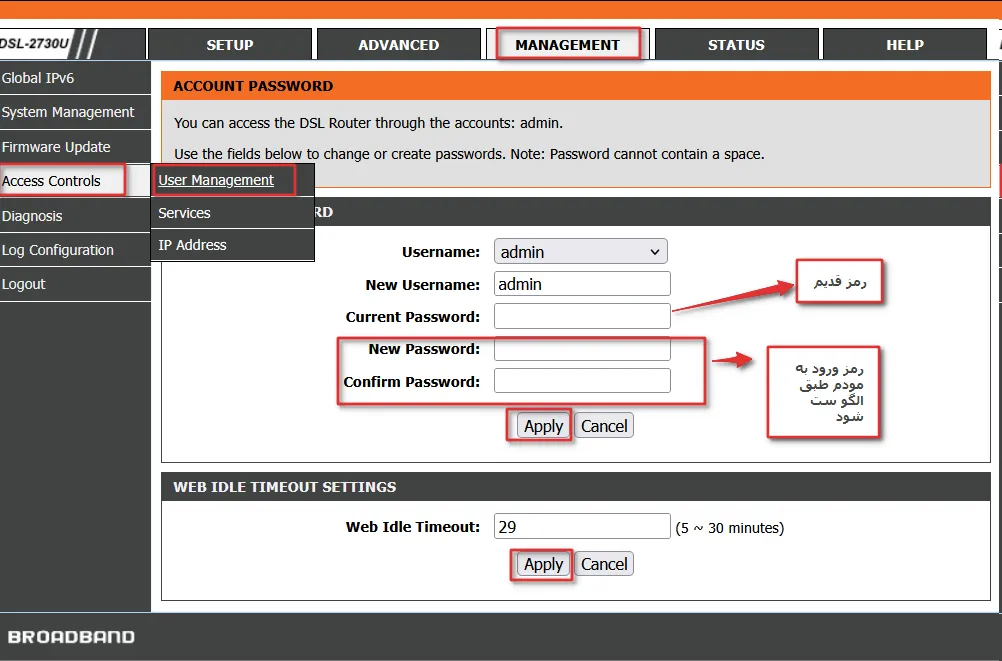 DSL-2730U
SETUP
ADVANCED
MANAGEMENT
STATUS
HELP
Global IPv6
System Management
Firmware Update
Access Controls
Diagnosis
Log Configuration
Logout
User Management
Services
IP Address
ACCOUNT PASSWORD
You can access the DSL Router through the accounts: admin.
Use the fields below to change or create passwords. Note: Password cannot contain a space.
RD
Username: admin
New Username: admin
Current Password:
رمز قدیم
New Password:
Confirm Password:
رمز ورود به
مودم طبق
الگو ست
شود
Apply Cancel
WEB IDLE TIMEOUT SETTINGS
Web Idle Timeout: 29 (5 ~ 30 minutes)
Apply Cancel
BROADBAND